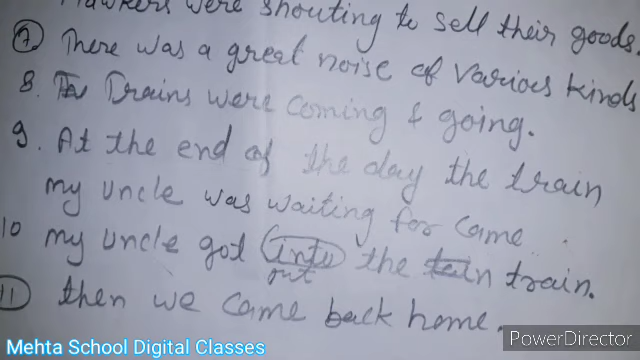 Hawkers were shouting to sell their goods.
7 There was a great noise of various kinds
8. Trains were coming & going.
9. At the end of the day the train
my uncle was waiting for came.
10 my uncle got into the train.
out
11 then we came back home.
Mehta School Digital Classes
PowerDirector